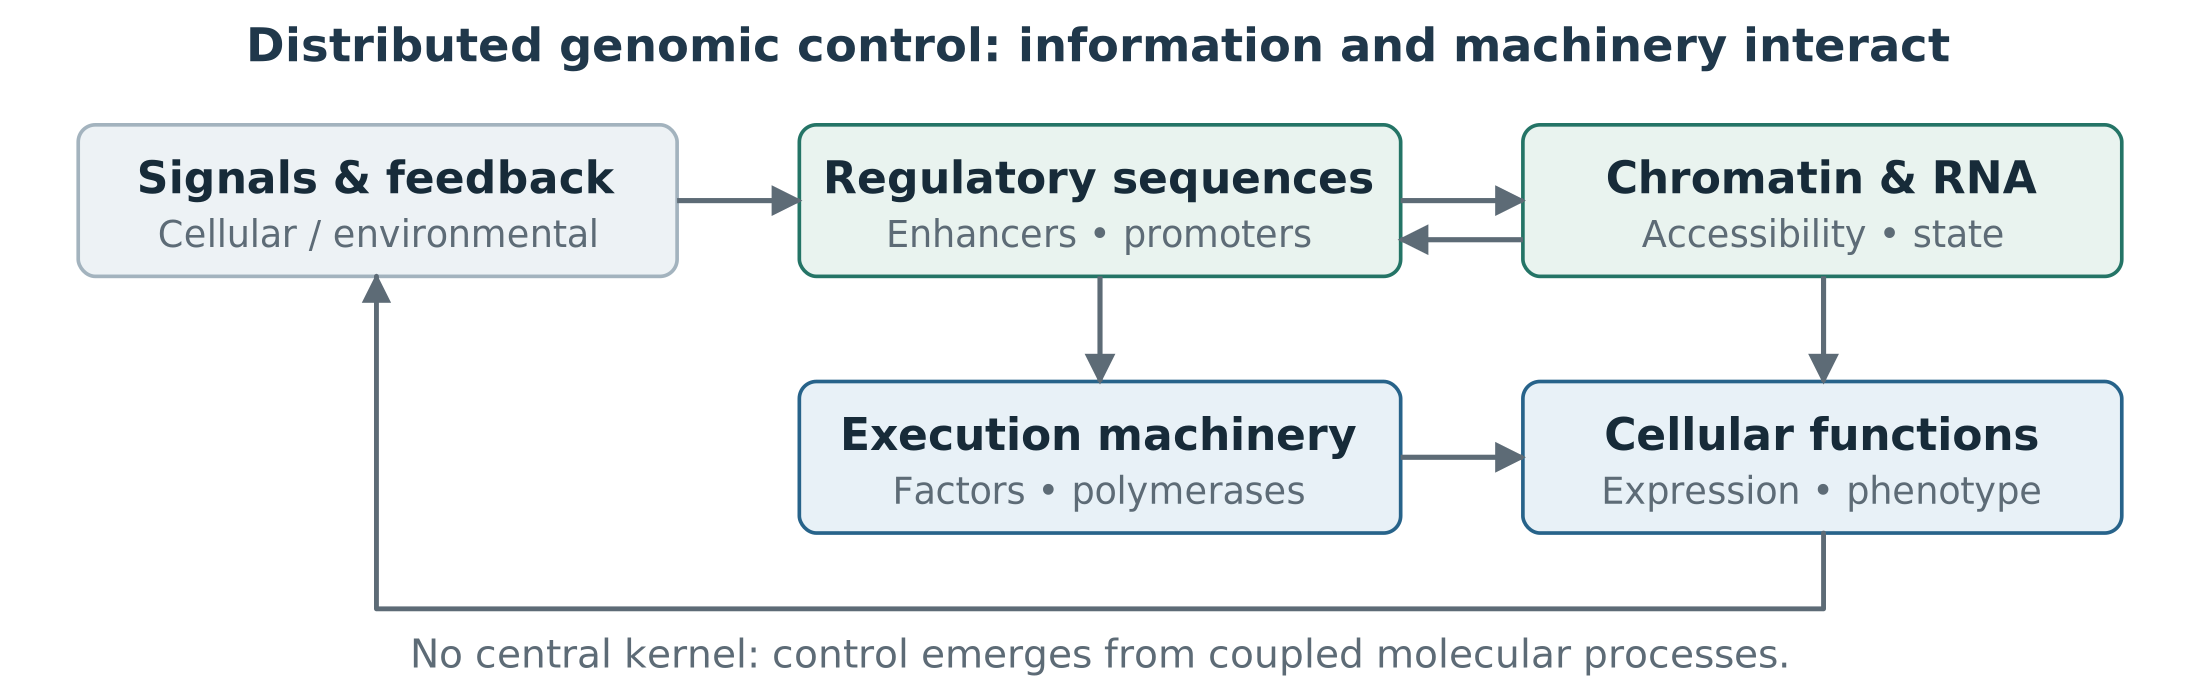 Distributed genomic control: information and machinery interact
Signals & feedback
Cellular / environmental
Regulatory sequences
Enhancers • promoters
Chromatin & RNA
Accessibility • state
Execution machinery
Factors • polymerases
Cellular functions
Expression • phenotype
No central kernel: control emerges from coupled molecular processes.